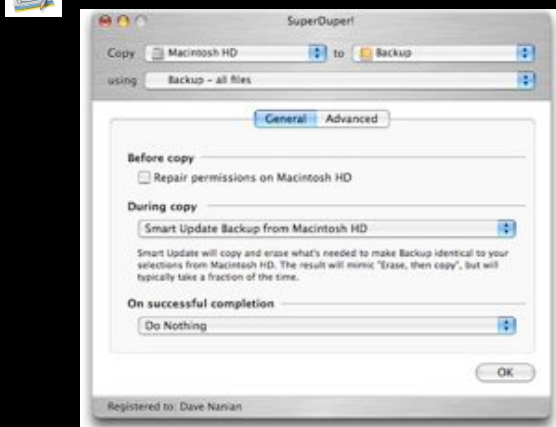 SuperDuper!
Copy Macintosh HD to Backup
using Backup - all files
General Advanced
Before copy
Repair permissions on Macintosh HD
During copy
Smart Update Backup from Macintosh HD
Smart Update will copy and erase what's needed to make Backup identical to your
selections from Macintosh HD. The result will mimic "Erase, then copy", but will
typically take a fraction of the time.
On successful completion
Do Nothing
OK
Registered to: Dave Nanian